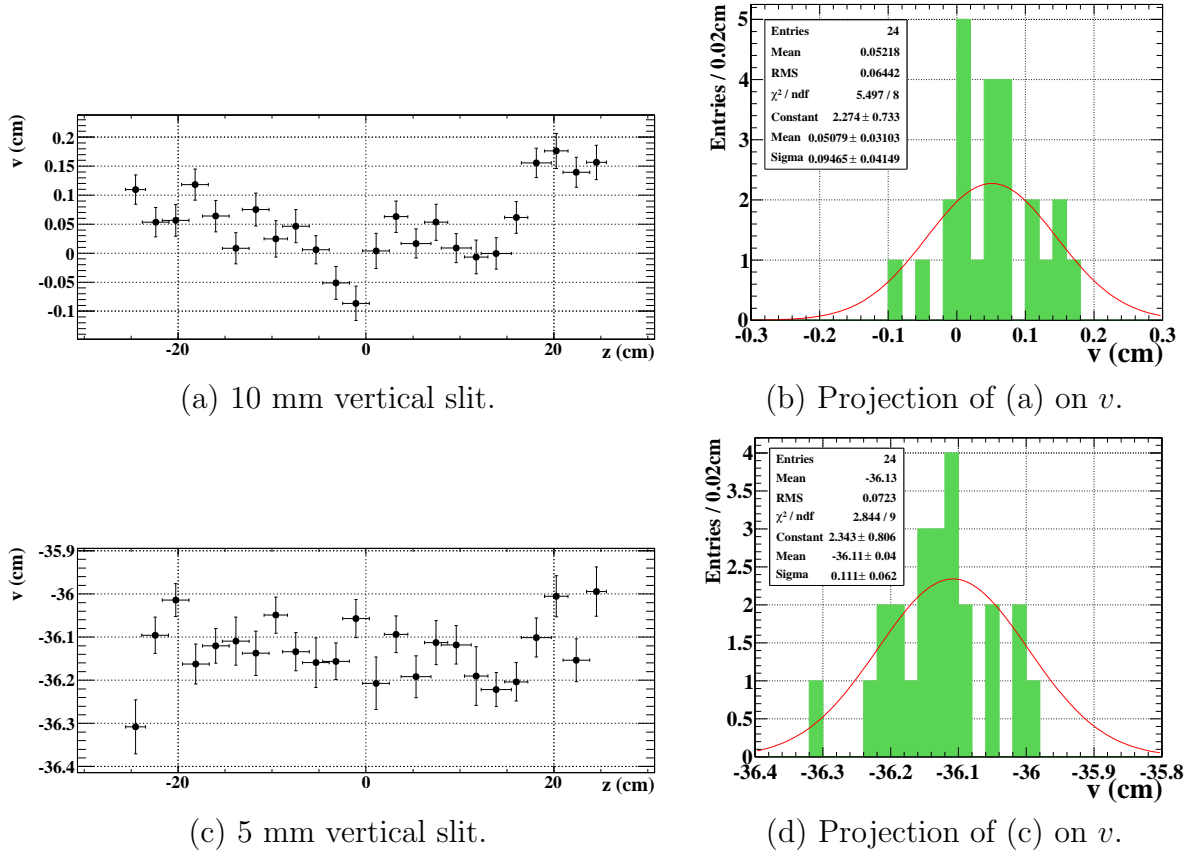 v (cm)
0.2
0.15
0.1
0.05
0
-0.05
-0.1
-20
0
20
z (cm)
(a) 10 mm vertical slit.
Entries / 0.02cm
5
4
3
2
1
0
Entries 24
Mean 0.05218
RMS 0.06442
χ² / ndf 5.497 / 8
Constant 2.274 ± 0.733
Mean 0.05079 ± 0.03103
Sigma 0.09465 ± 0.04149
-0.3 -0.2 -0.1 0 0.1 0.2 0.3
v (cm)
(b) Projection of (a) on v.
v (cm)
-35.9
-36
-36.1
-36.2
-36.3
-36.4
-20
0
20
z (cm)
(c) 5 mm vertical slit.
Entries / 0.02cm
4
3.5
3
2.5
2
1.5
1
0.5
0
Entries 24
Mean -36.13
RMS 0.0723
χ² / ndf 2.844 / 9
Constant 2.343 ± 0.806
Mean -36.11 ± 0.04
Sigma 0.111 ± 0.062
-36.4 -36.3 -36.2 -36.1 -36 -35.9 -35.8
v (cm)
(d) Projection of (c) on v.